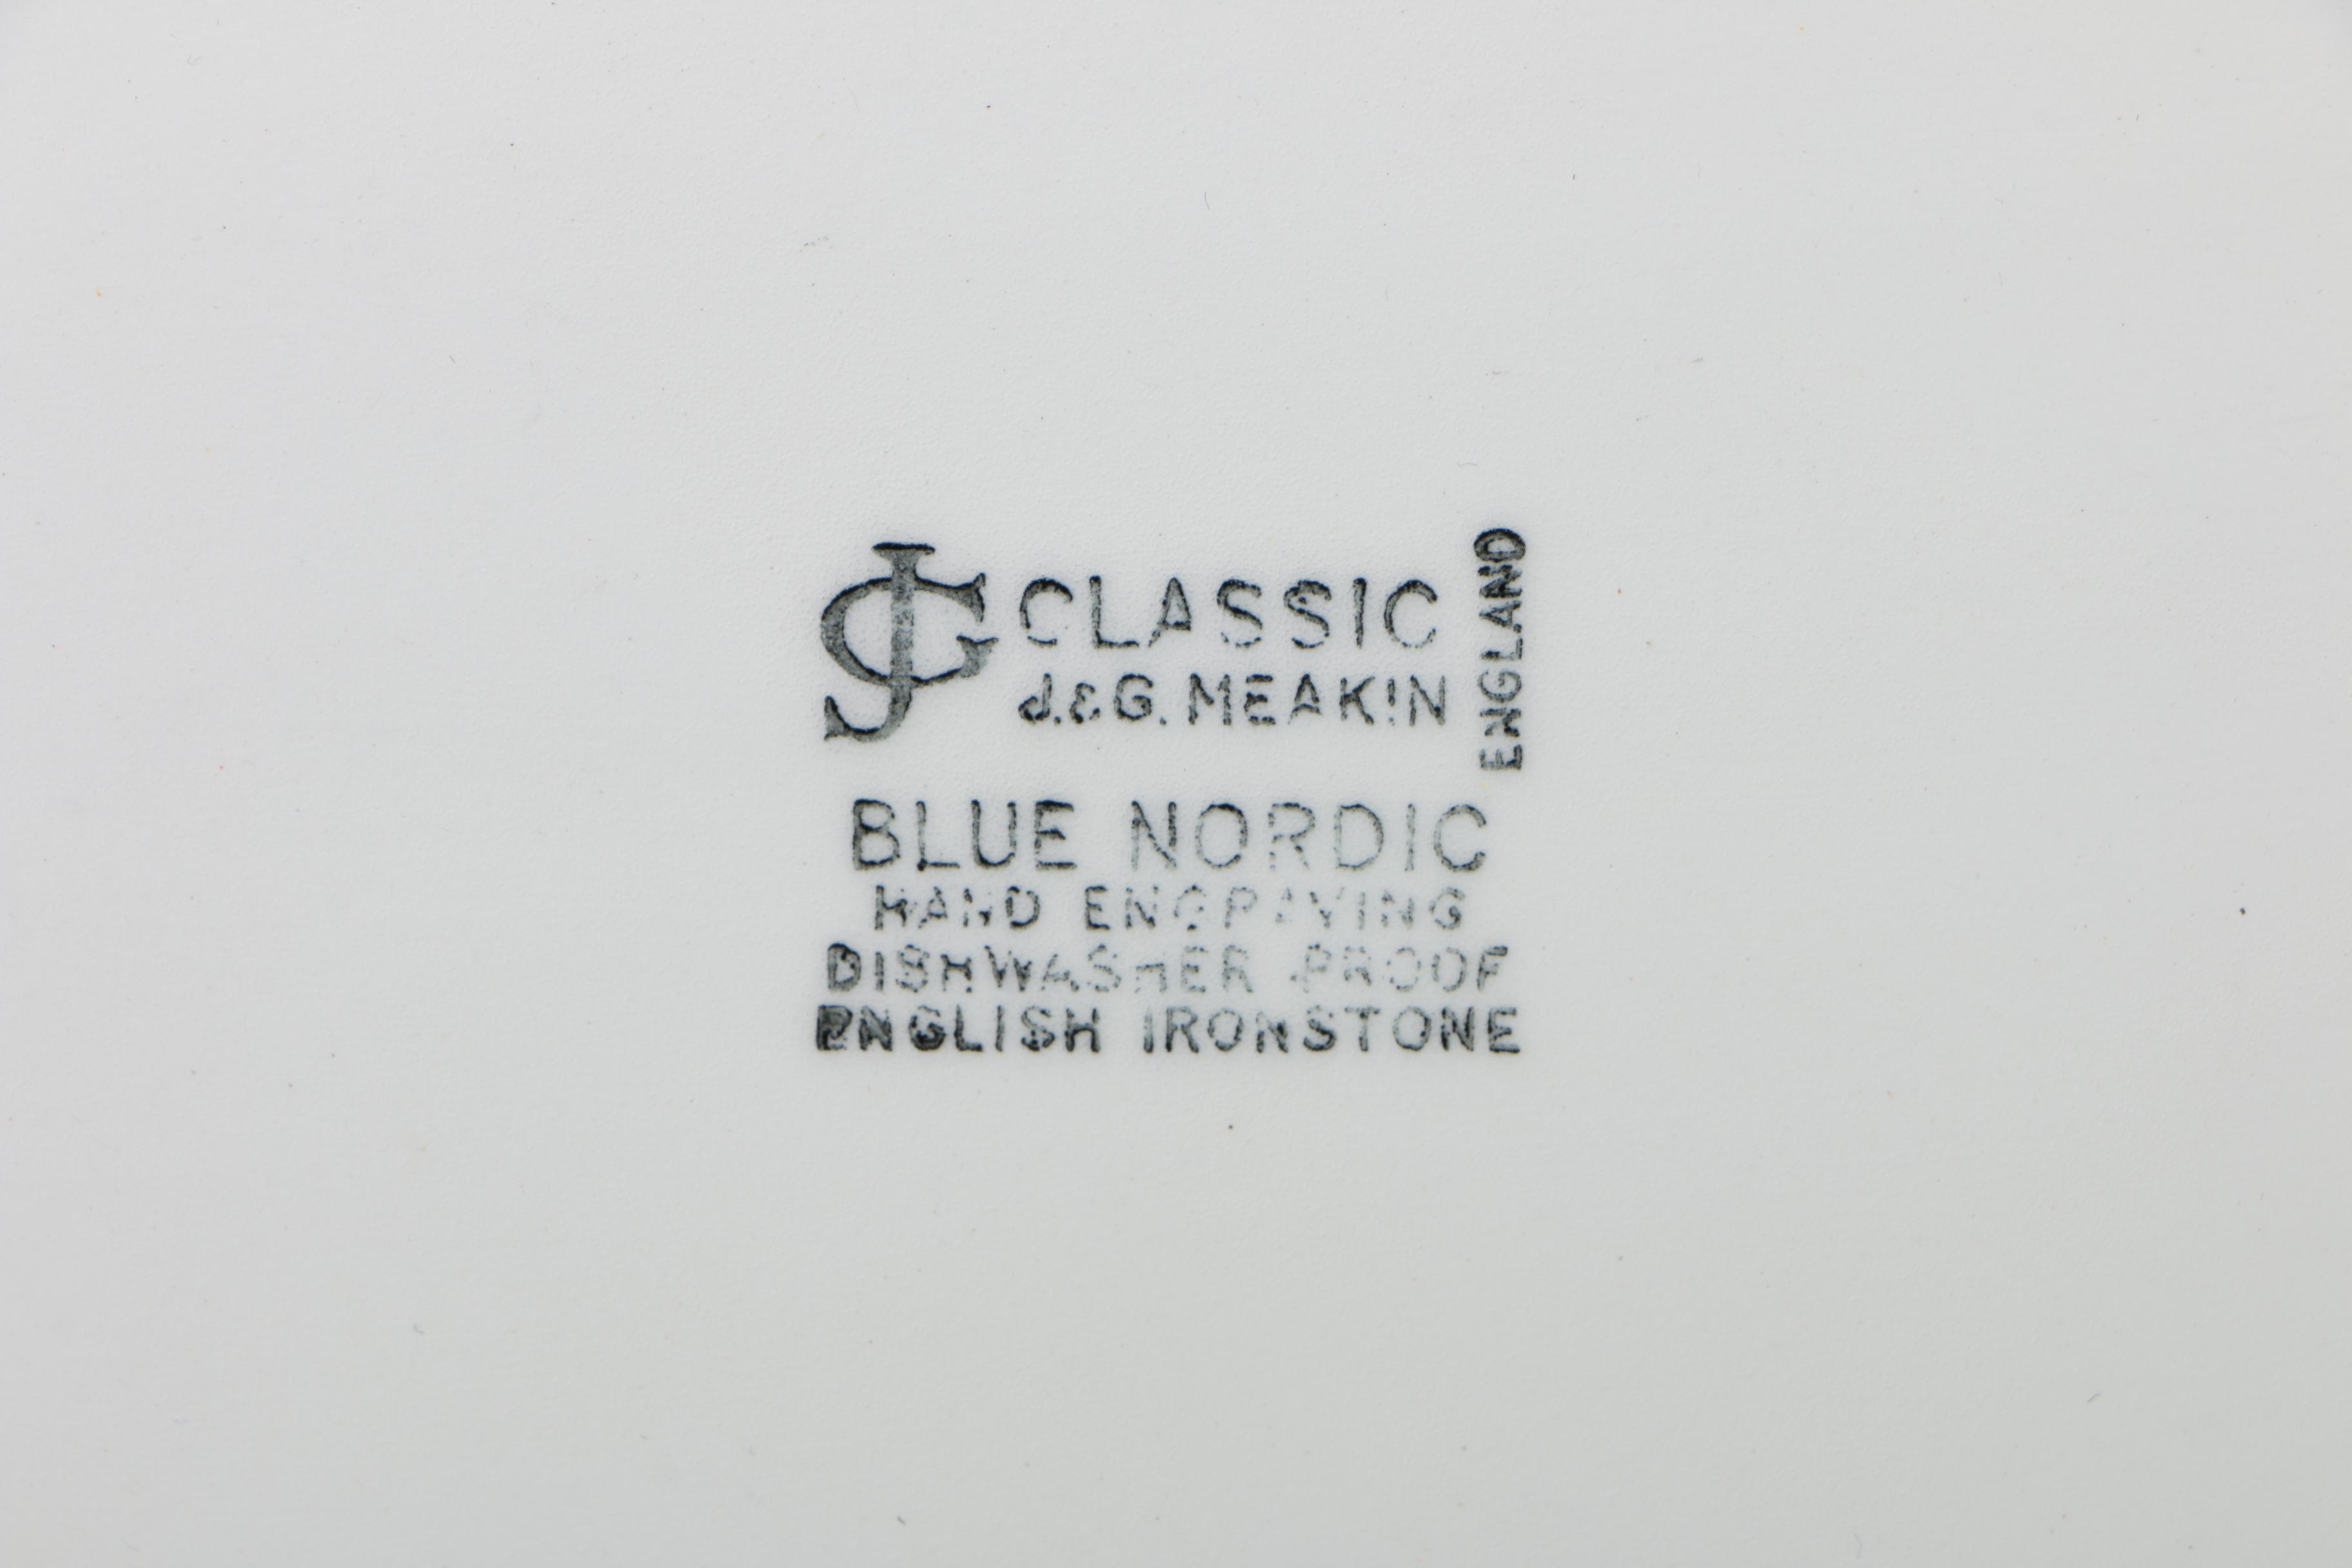 JG CLASSIC
J.&G. MEAKIN
ENGLAND
BLUE NORDIC
HAND ENGRAVING
DISHWASHER PROOF
ENGLISH IRONSTONE